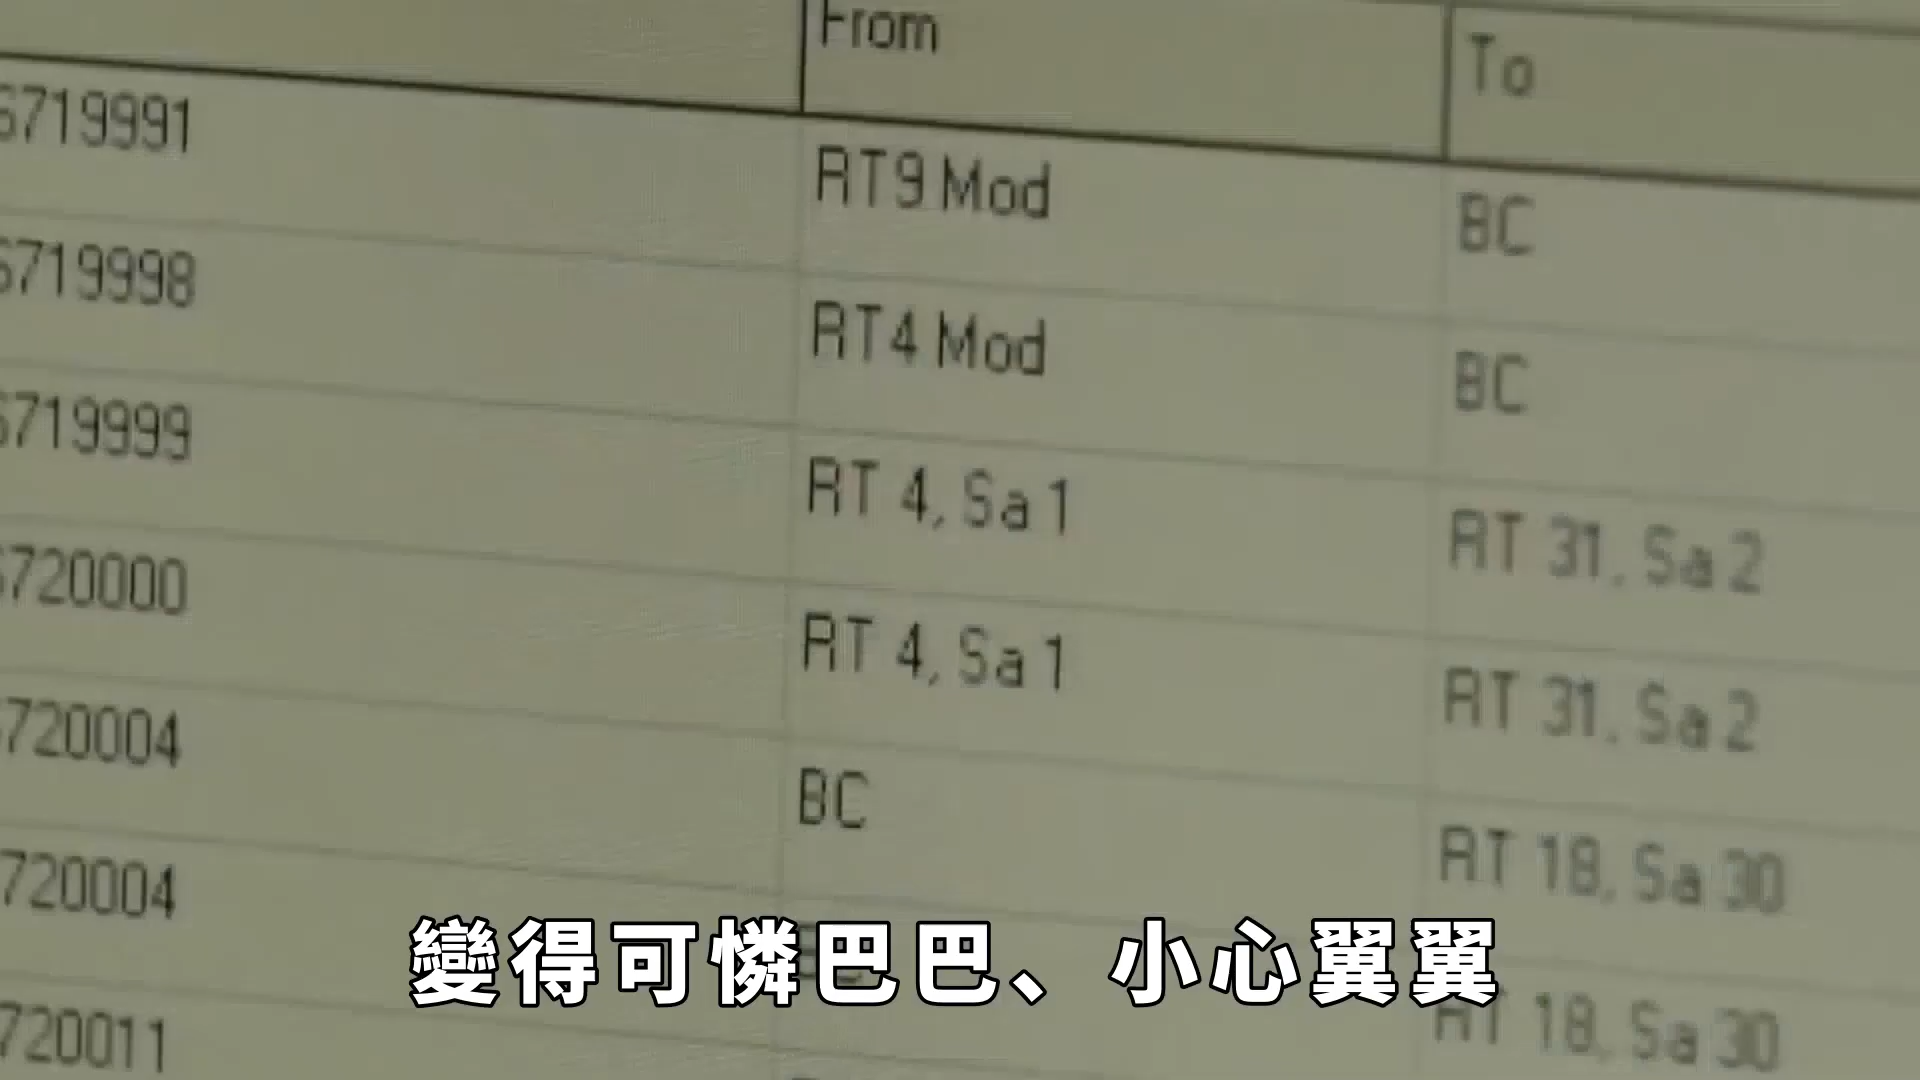 From To
6719991 RT9 Mod BC
6719998 RT4 Mod BC
6719999 RT 4, Sa 1 RT 31, Sa 2
6720000 RT 4, Sa 1 RT 31, Sa 2
6720004 BC RT 18, Sa 30
720004 RT 18, Sa 30
720011
變得可憐巴巴、小心翼翼